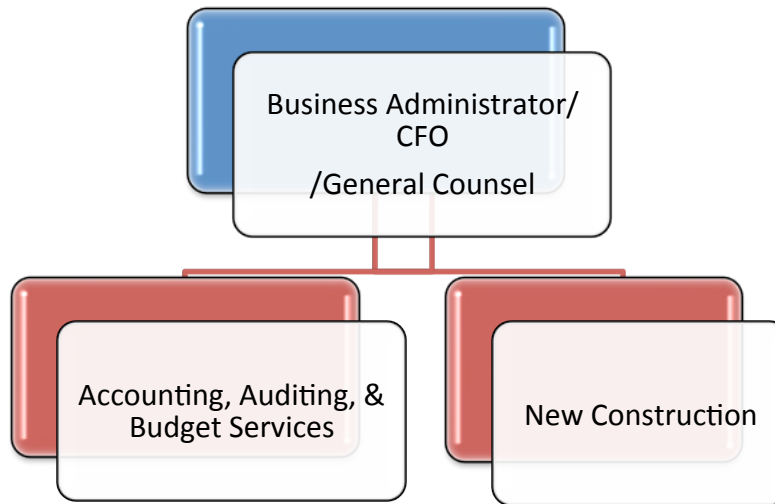 Business Administrator/
CFO
/General Counsel
Accounting, Auditing, &
Budget Services
New Construction